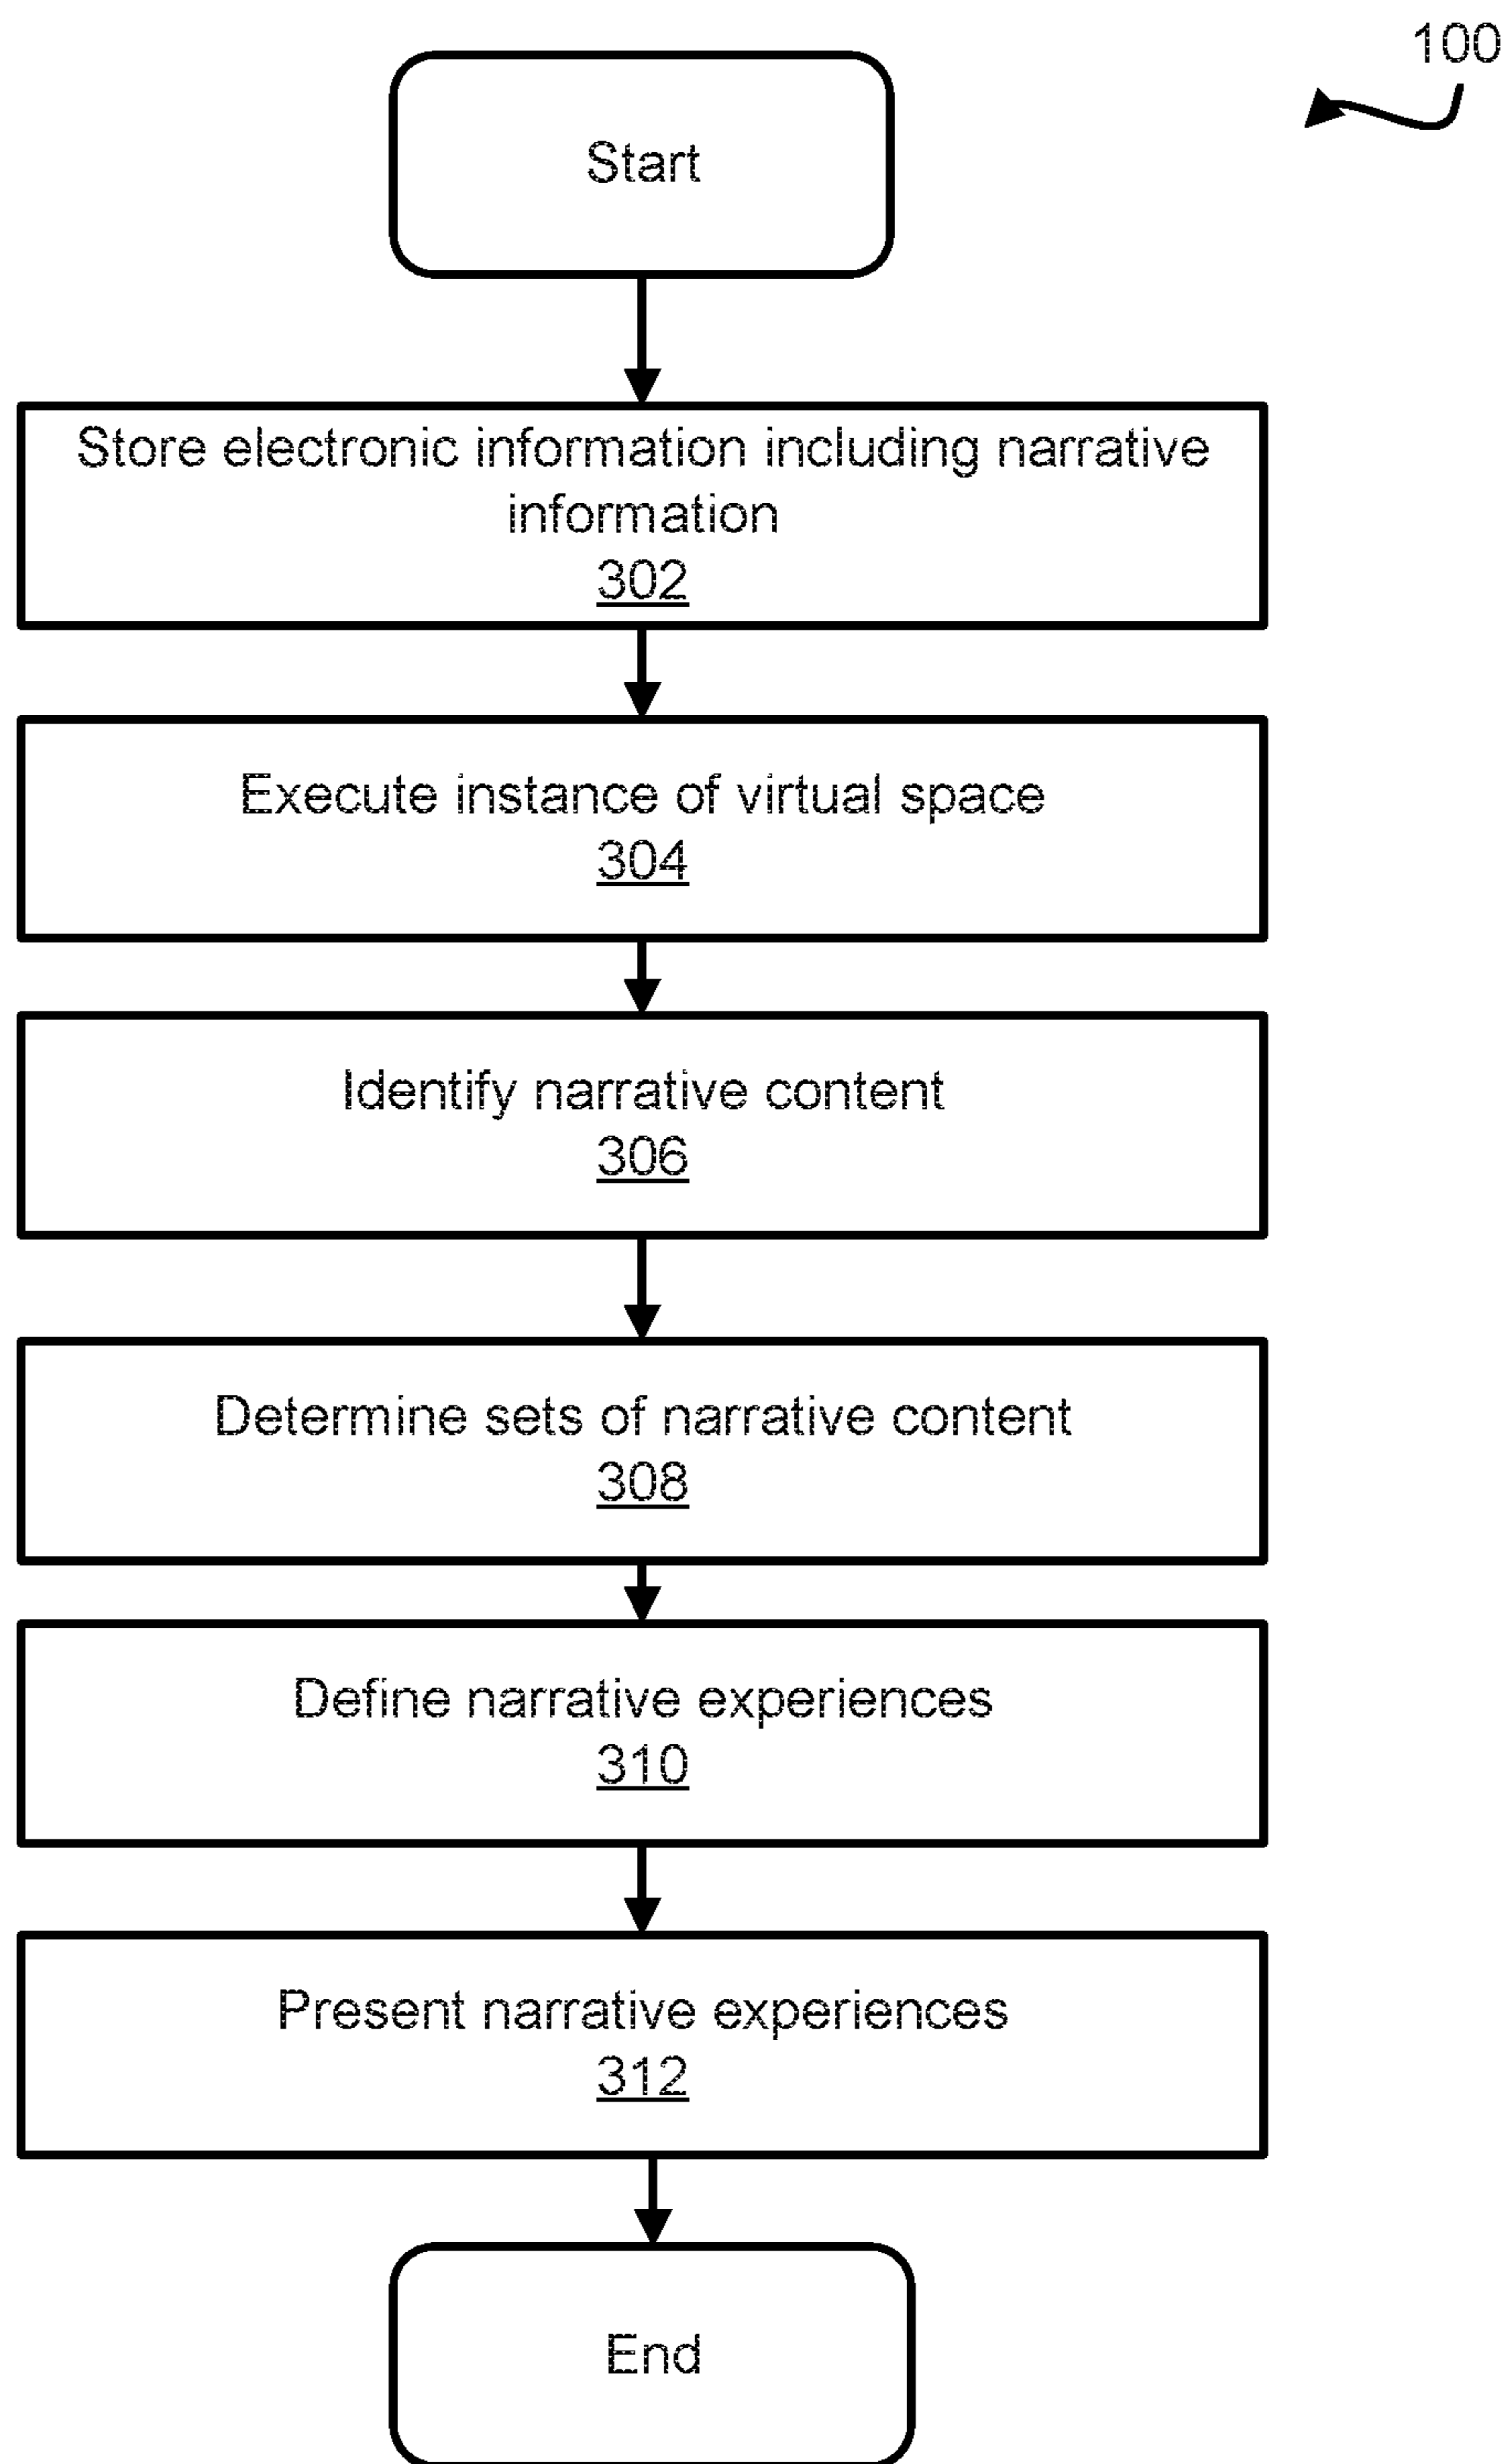 100
Start
Store electronic information including narrative
information
302
Execute instance of virtual space
304
Identify narrative content
306
Determine sets of narrative content
308
Define narrative experiences
310
Present narrative experiences
312
End